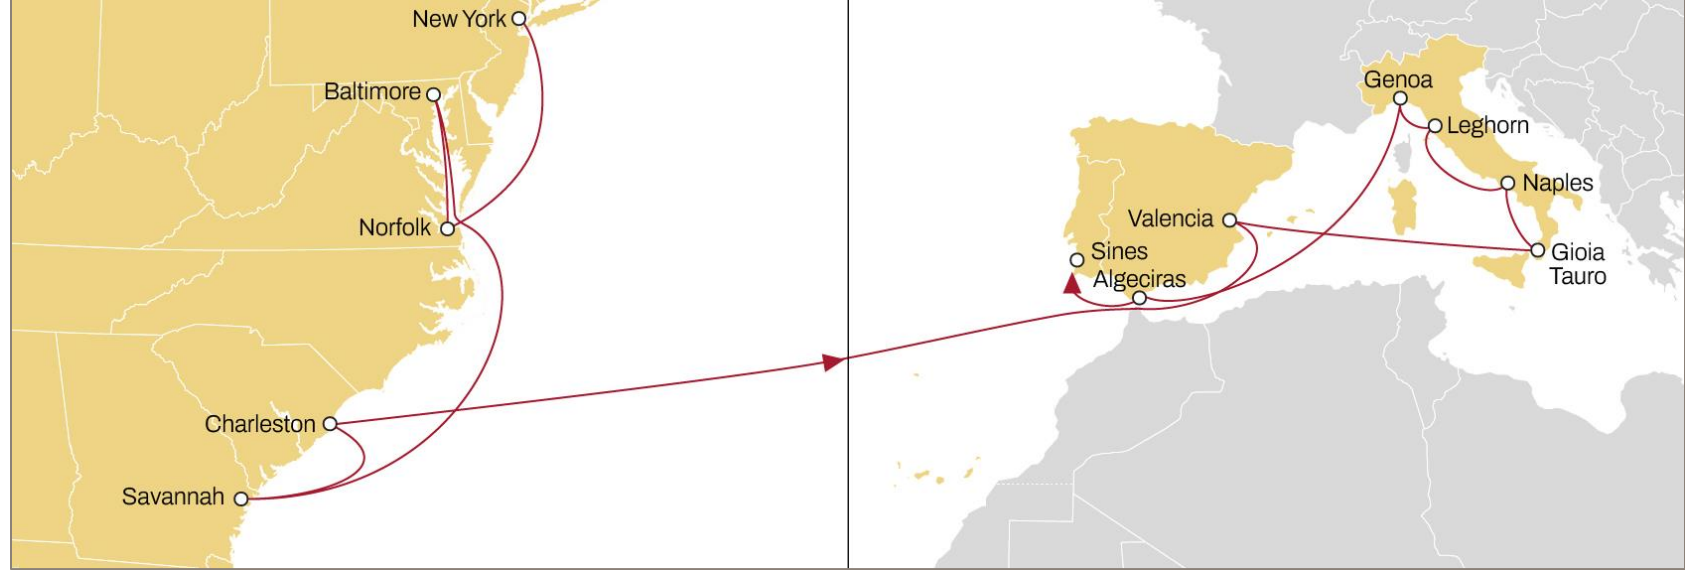 New York
Baltimore
Norfolk
Charleston
Savannah
Genoa
Leghorn
Naples
Valencia
Sines
Algeciras
Gioia
Tauro